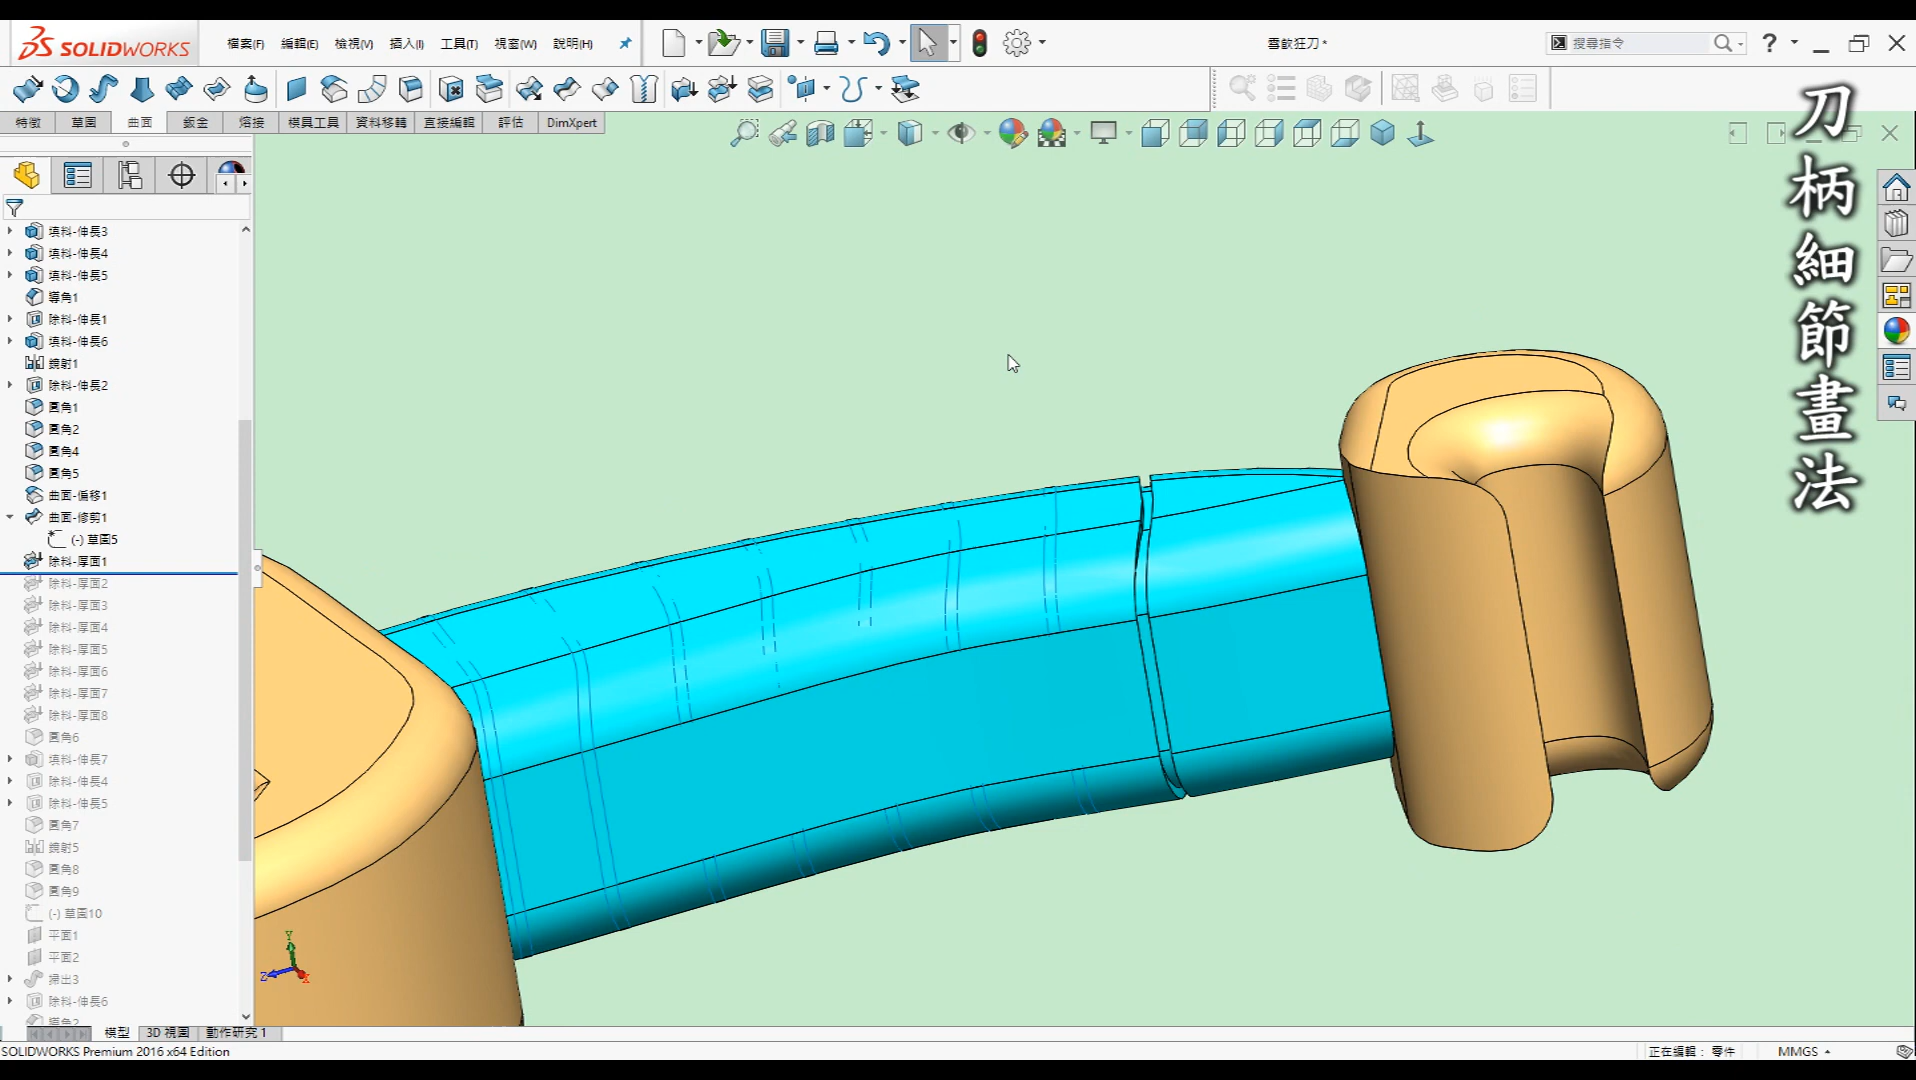 SOLIDWORKS
檔案(F) 編輯(E) 檢視(V) 插入(I) 工具(T) 視窗(W) 說明(H)
雪飲狂刀 *
搜尋指令
特徵 草圖 曲面 鈑金 熔接 模具工具 資料移轉 直接編輯 評估 DimXpert
填料-伸長3
填料-伸長4
填料-伸長5
導角1
除料-伸長1
填料-伸長6
鏡射1
除料-伸長2
圓角1
圓角2
圓角4
圓角5
曲面-偏移1
曲面-修剪1
(-) 草圖5
除料-厚面1
除料-厚面2
除料-厚面3
除料-厚面4
除料-厚面5
除料-厚面6
除料-厚面7
除料-厚面8
圓角6
填料-伸長7
除料-伸長4
除料-伸長5
圓角7
鏡射5
圓角8
圓角9
(-) 草圖10
平面1
平面2
掃出3
除料-伸長6
導角2
刀柄細節畫法
Y
Z
X
模型 3D 視圖 動作研究 1
SOLIDWORKS Premium 2016 x64 Edition
正在編輯： 零件
MMGS